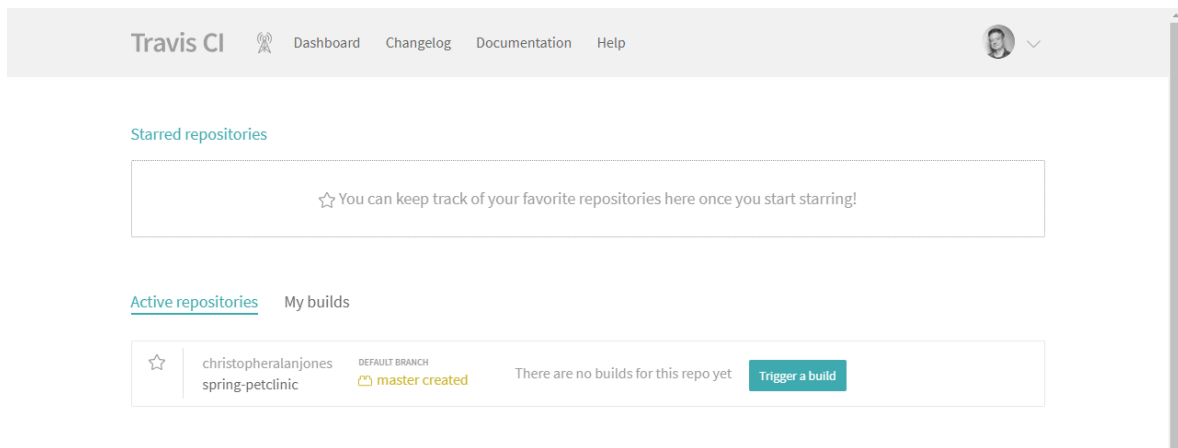 Travis CI Dashboard Changelog Documentation Help
Starred repositories
You can keep track of your favorite repositories here once you start starring!
Active repositories My builds
christopheralanjones
spring-petclinic
DEFAULT BRANCH
master created
There are no builds for this repo yet
Trigger a build